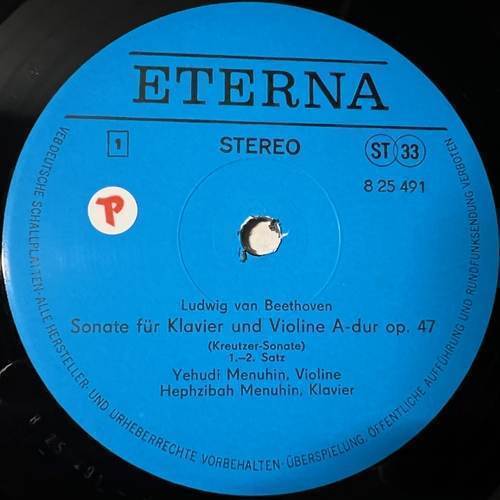 ETERNA
1
STEREO
ST 33
8 25 491
P
Ludwig van Beethoven
Sonate für Klavier und Violine A-dur op. 47
(Kreutzer-Sonate)
1.-2. Satz
Yehudi Menuhin, Violine
Hephzibah Menuhin, Klavier
VEB DEUTSCHE SCHALLPLATTEN · ALLE HERSTELLER- UND URHEBERRECHTE VORBEHALTEN · ÜBERSPIELUNG, ÖFFENTLICHE AUFFÜHRUNG UND RUNDFUNKSENDUNG VERBOTEN